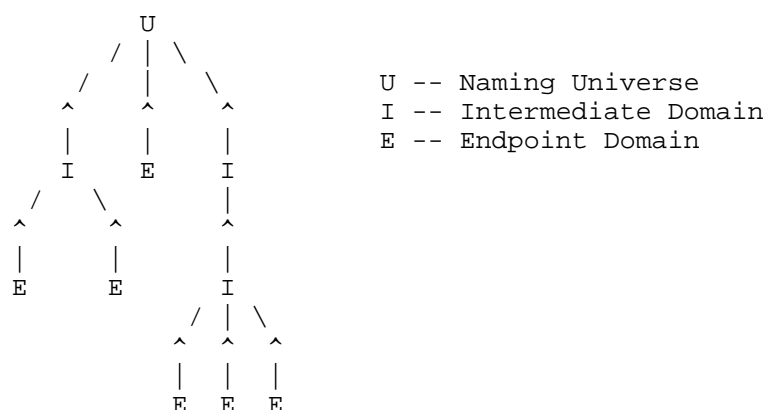 U
/ | \
/ | \ U -- Naming Universe
^ ^ ^ I -- Intermediate Domain
| | | E -- Endpoint Domain
I E I
/ \ |
^ ^ ^
| | |
E E I
/ | \
^ ^ ^
| | |
E E E